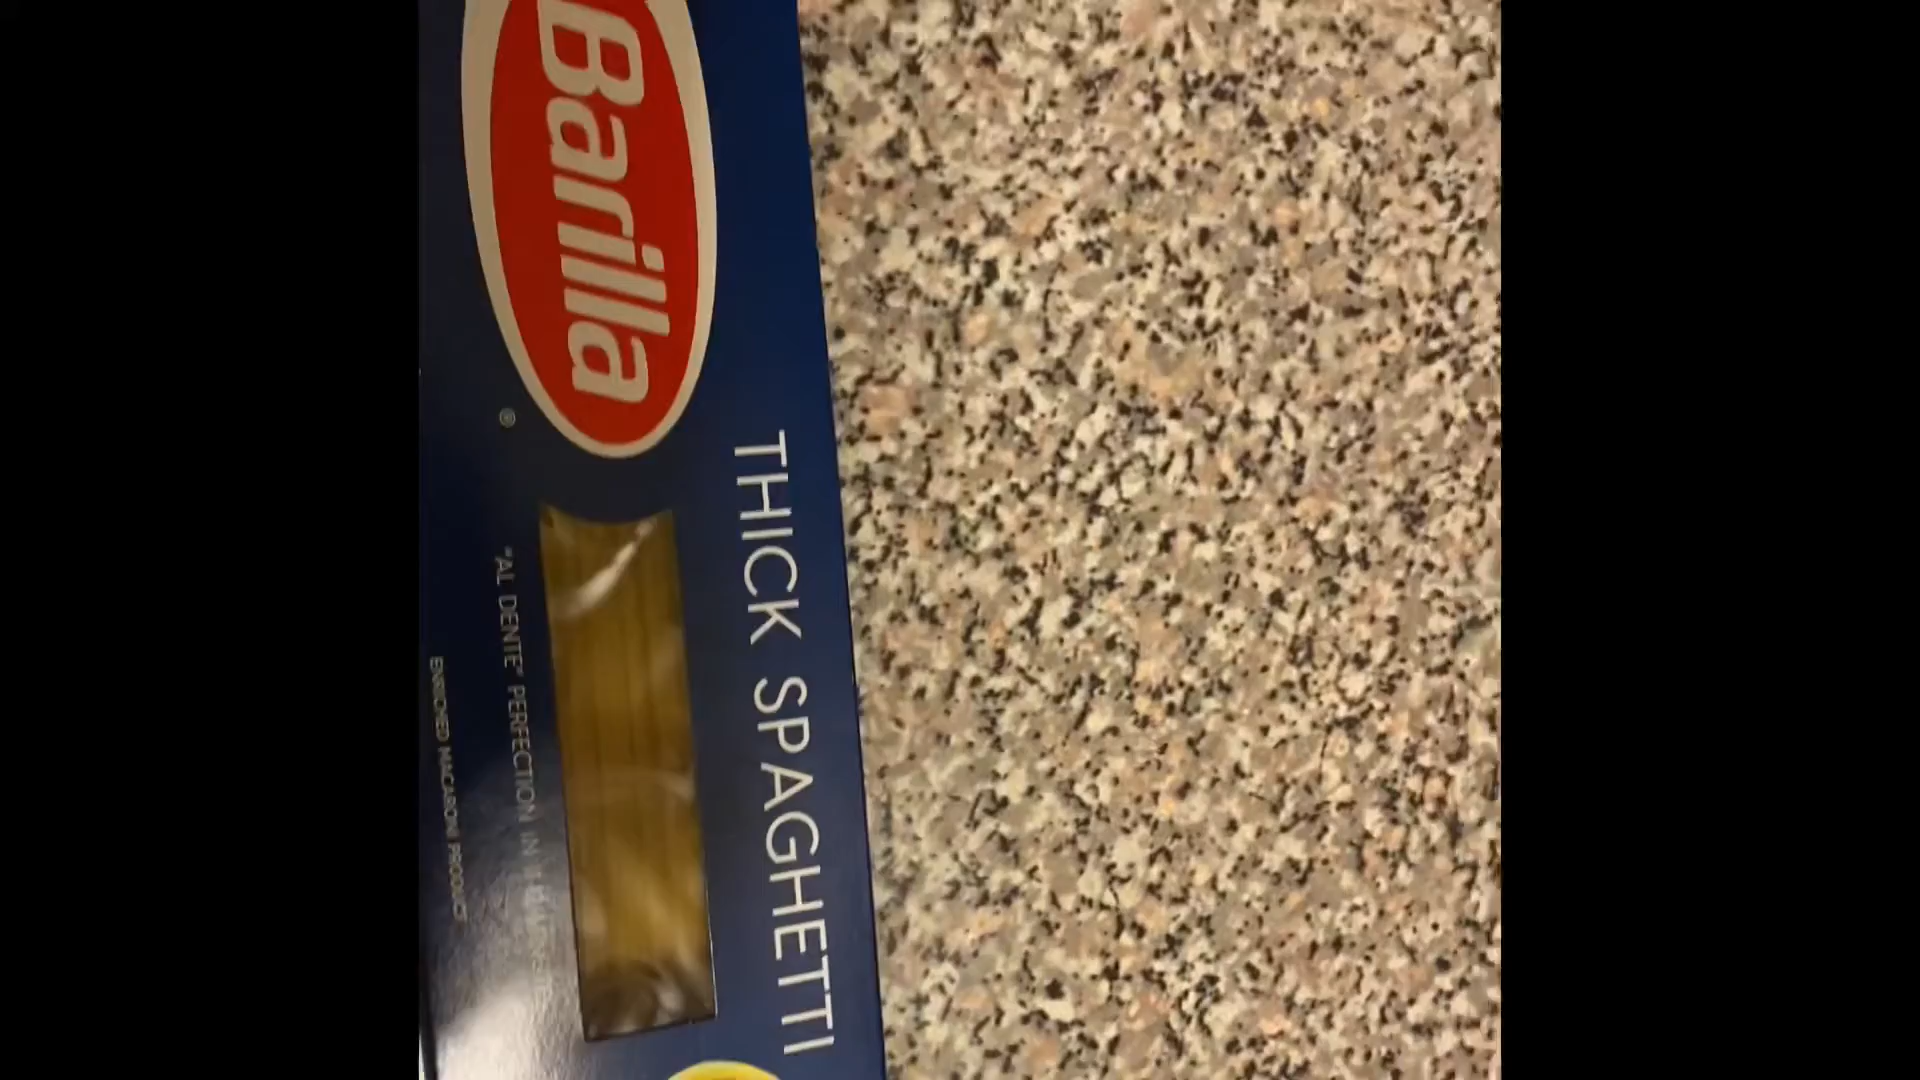 Barilla
®
THICK SPAGHETTI
"AL DENTE" PERFECTION IN
ENRICHED MACARONI PRODUCT